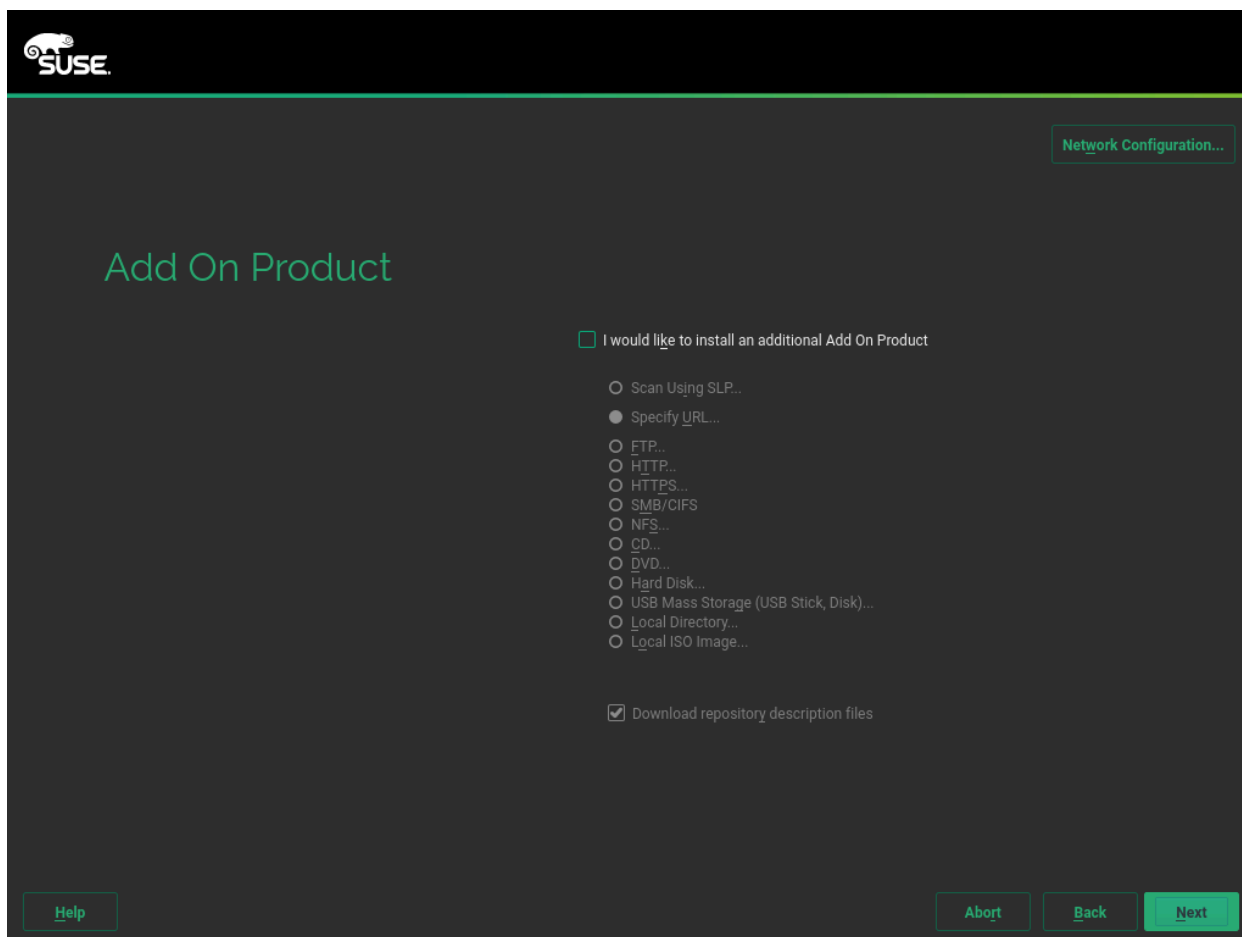 SUSE.
Network Configuration...
Add On Product
I would like to install an additional Add On Product
Scan Using SLP...
Specify URL...
FTP...
HTTP...
HTTPS...
SMB/CIFS
NFS...
CD...
DVD...
Hard Disk...
USB Mass Storage (USB Stick, Disk)...
Local Directory...
Local ISO Image...
Download repository description files
Help Abort Back Next